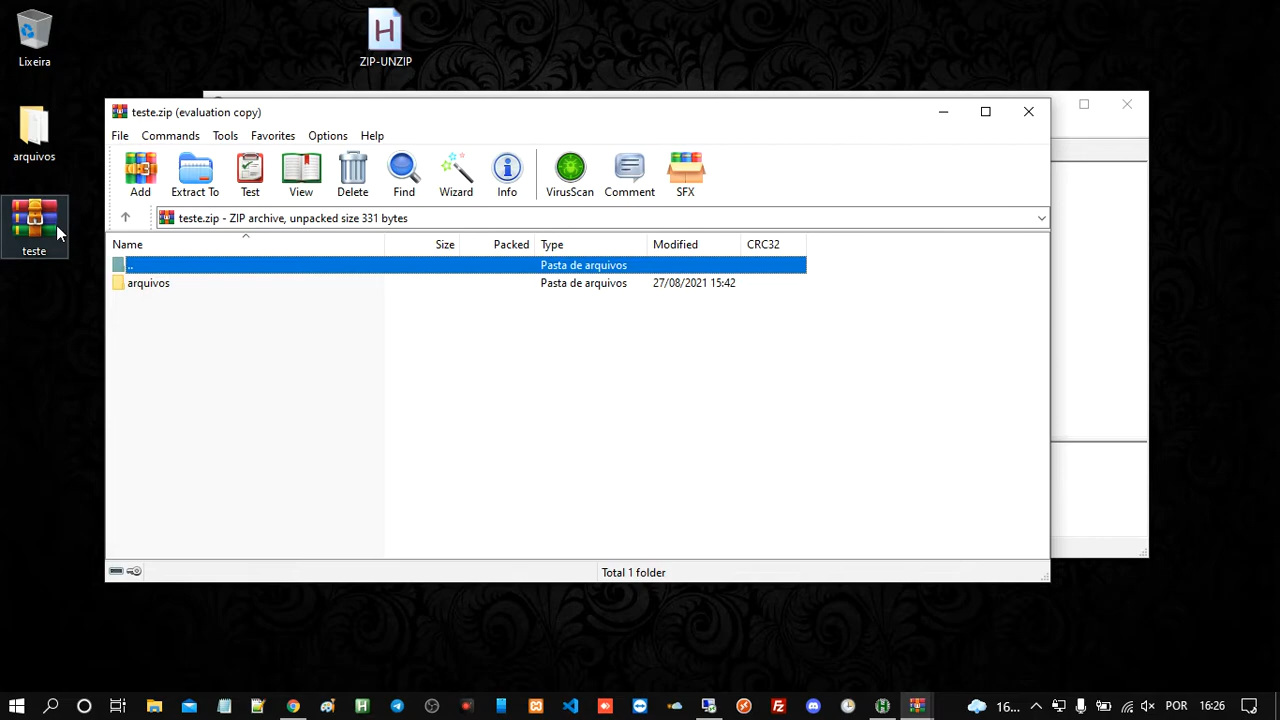 Lixeira
ZIP-UNZIP
arquivos
teste
teste.zip (evaluation copy)
File Commands Tools Favorites Options Help
Add Extract To Test View Delete Find Wizard Info VirusScan Comment SFX
teste.zip - ZIP archive, unpacked size 331 bytes
Name Size Packed Type Modified CRC32
.. Pasta de arquivos
arquivos Pasta de arquivos 27/08/2021 15:42
Total 1 folder
16... POR 16:26